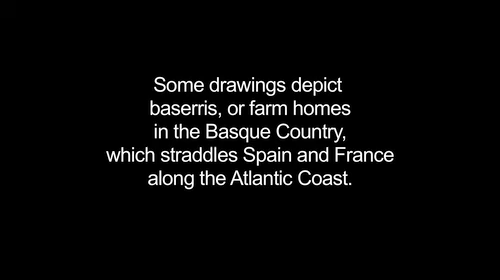 Some drawings depict
baserris, or farm homes
in the Basque Country,
which straddles Spain and France
along the Atlantic Coast.